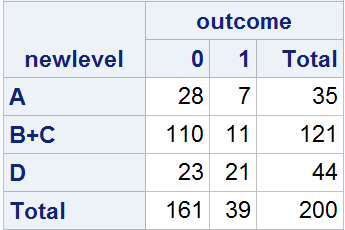 outcome
newlevel 0 1 Total
A 28 7 35
B+C 110 11 121
D 23 21 44
Total 161 39 200